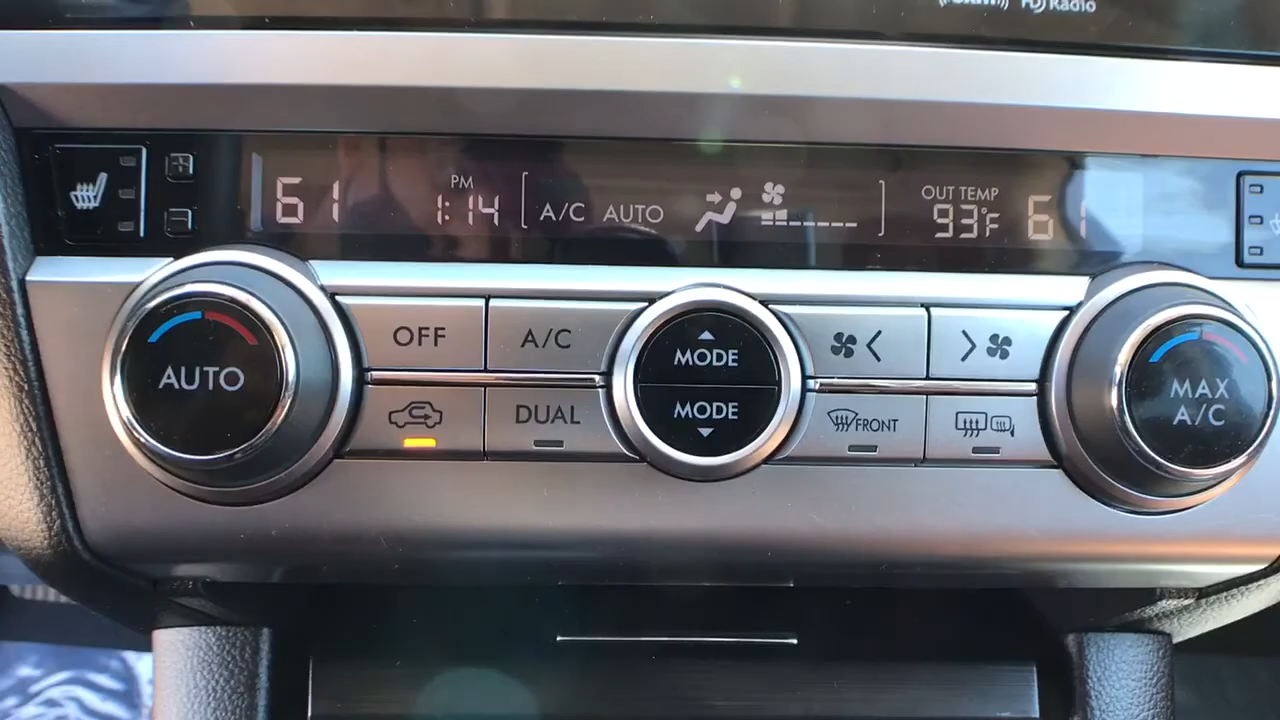 HD Radio
61 PM 1:14 A/C AUTO OUT TEMP 93°F 61
OFF A/C MODE
AUTO MODE MAX A/C
DUAL FRONT